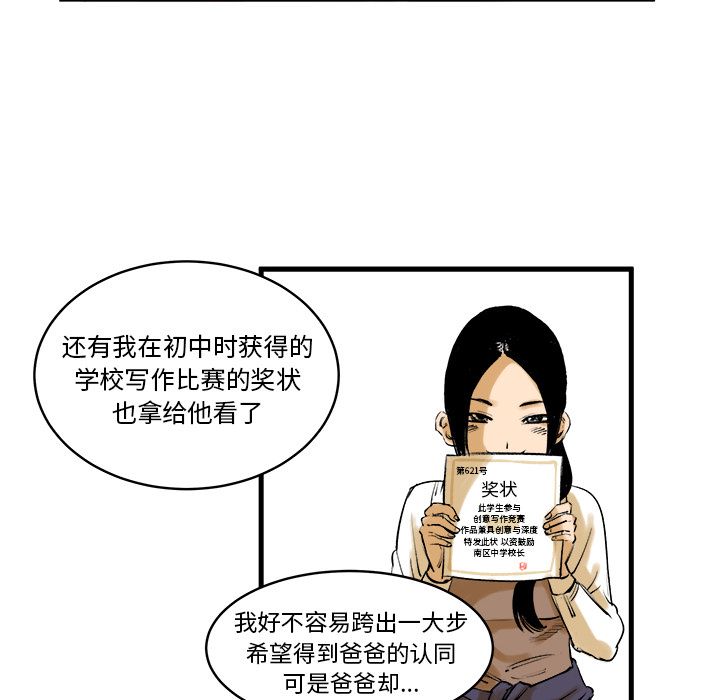 还有我在初中时获得的
学校写作比赛的奖状
也拿给他看了
第621号
奖状
此学生参与
创意写作竞赛
作品兼具创意与深度
特发此状 以资鼓励
南区中学校长
我好不容易跨出一大步
希望得到爸爸的认同
可是爸爸却...